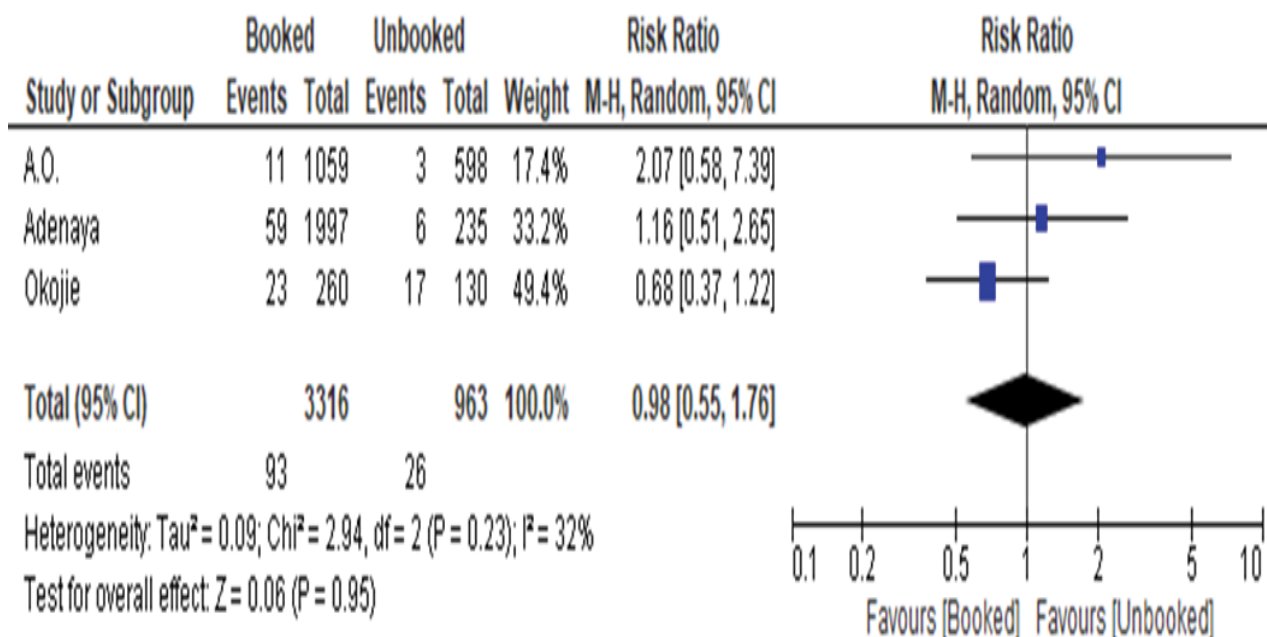 Booked Unbooked Risk Ratio Risk Ratio
Study or Subgroup Events Total Events Total Weight M-H, Random, 95% CI M-H, Random, 95% CI
A.O. 11 1059 3 598 17.4% 2.07 [0.58, 7.39]
Adenaya 59 1997 6 235 33.2% 1.16 [0.51, 2.65]
Okojie 23 260 17 130 49.4% 0.68 [0.37, 1.22]
Total (95% CI) 3316 963 100.0% 0.98 [0.55, 1.76]
Total events 93 26
Heterogeneity: Tau² = 0.09; Chi² = 2.94, df = 2 (P = 0.23); I² = 32%
Test for overall effect: Z = 0.06 (P = 0.95)
0.1 0.2 0.5 1 2 5 10
Favours [Booked] Favours [Unbooked]